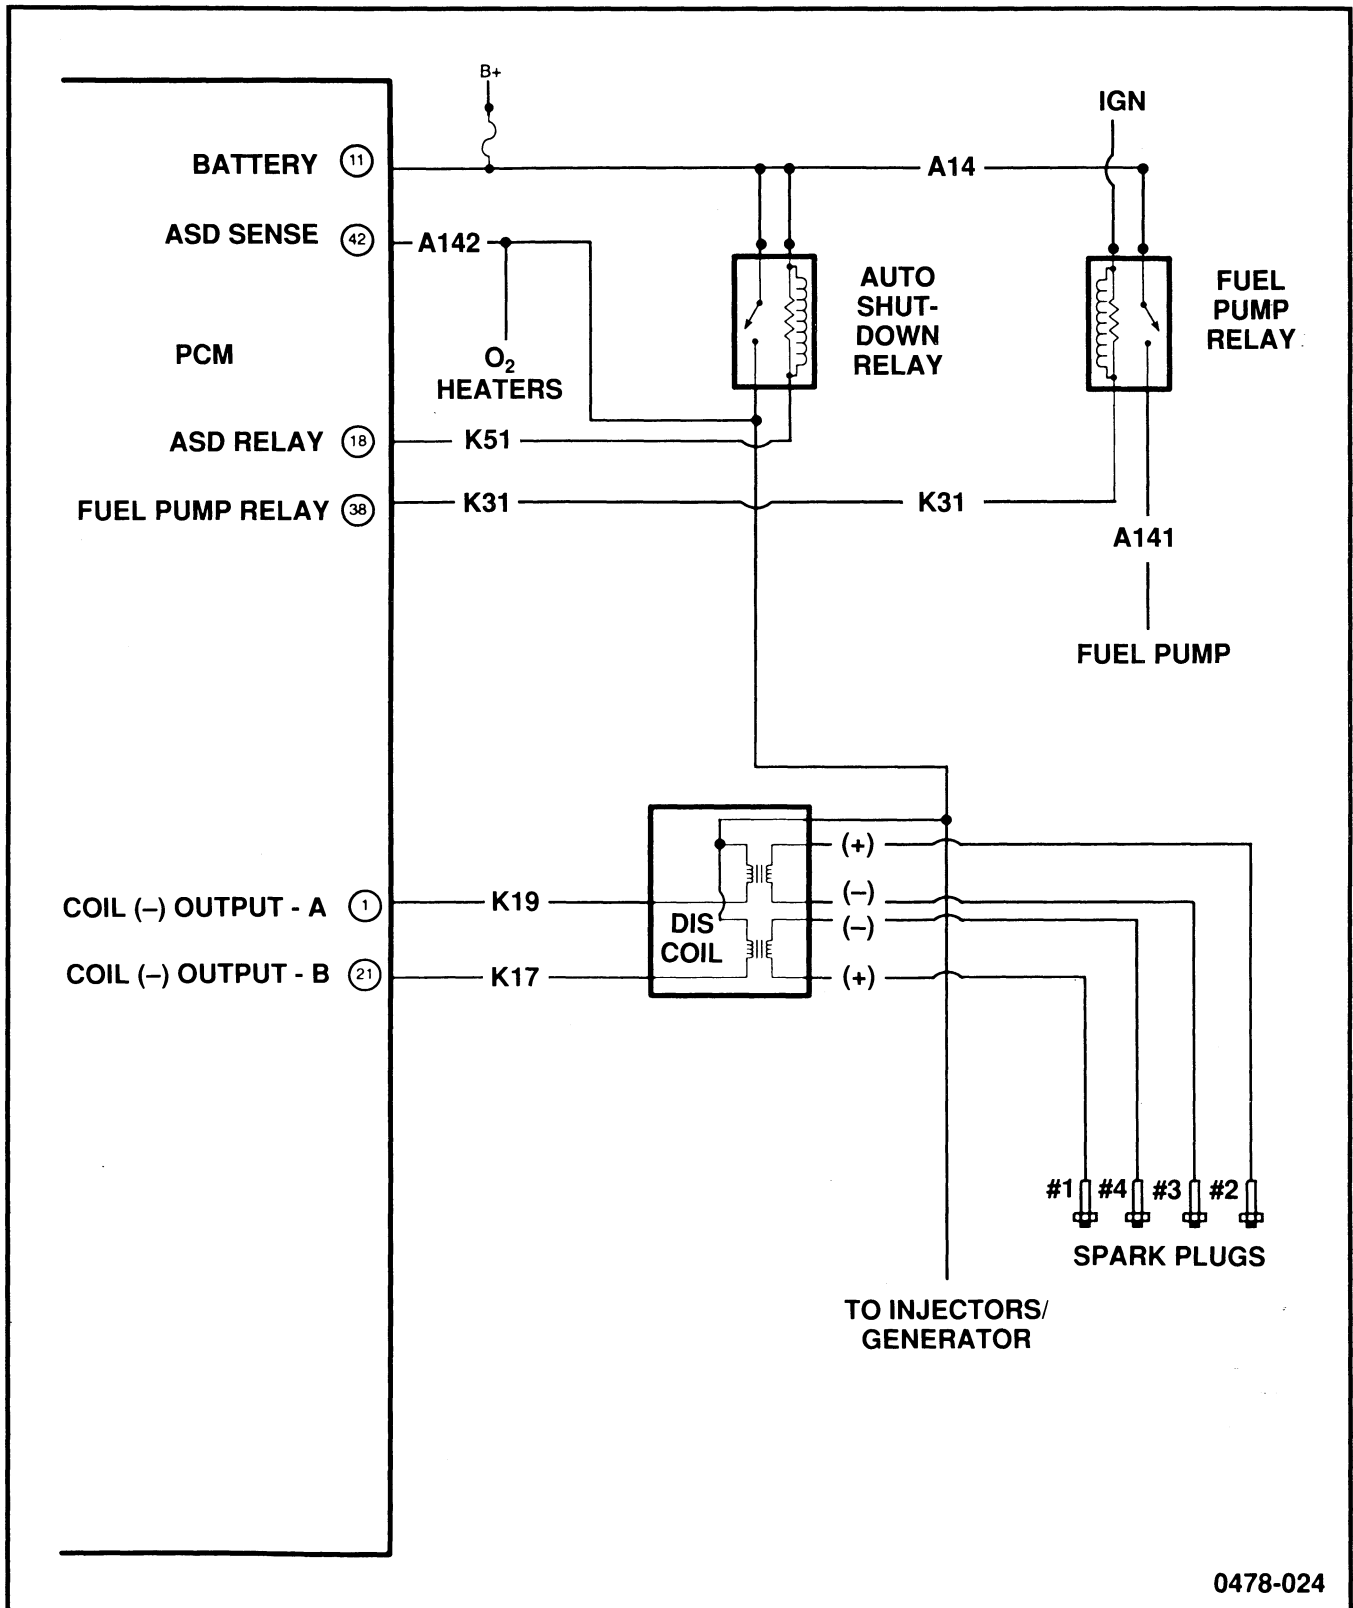 B+
IGN
BATTERY 11
A14
ASD SENSE 42 A142
AUTO
SHUT-
DOWN
RELAY
FUEL
PUMP
RELAY
PCM
O2
HEATERS
ASD RELAY 18 K51
FUEL PUMP RELAY 38 K31 K31
A141
FUEL PUMP
(+)
COIL (–) OUTPUT - A 1 K19
(–)
DIS
COIL
(–)
COIL (–) OUTPUT - B 21 K17
(+)
#1 #4 #3 #2
SPARK PLUGS
TO INJECTORS/
GENERATOR
0478-024